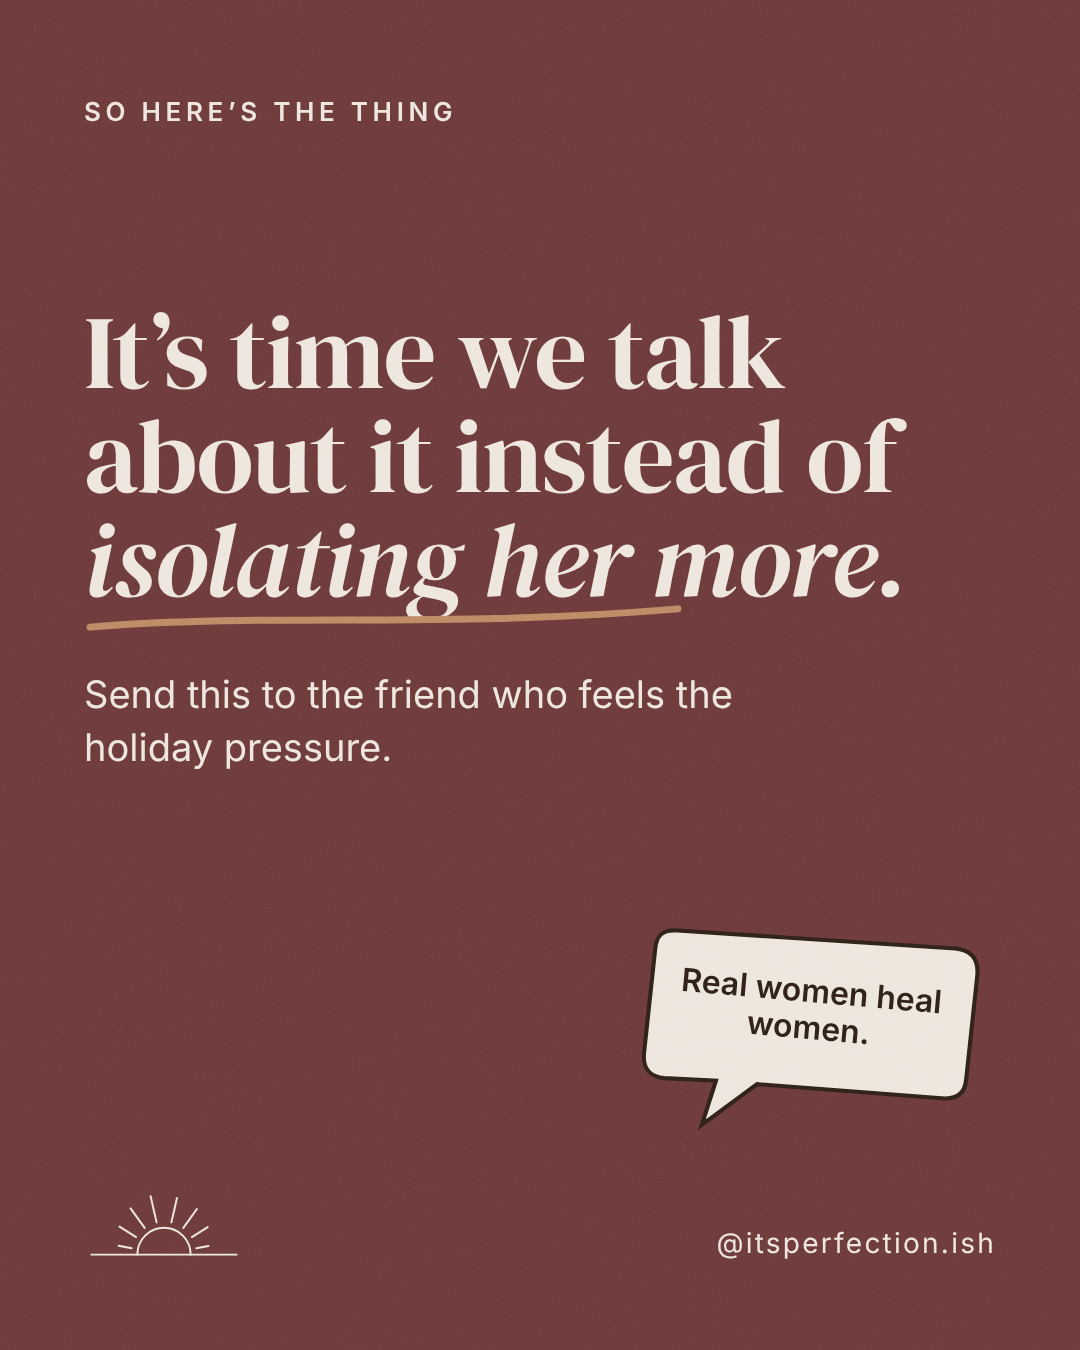 SO HERE’S THE THING
It’s time we talk
about it instead of
isolating her more.
Send this to the friend who feels the
holiday pressure.
Real women heal
women.
@itsperfection.ish